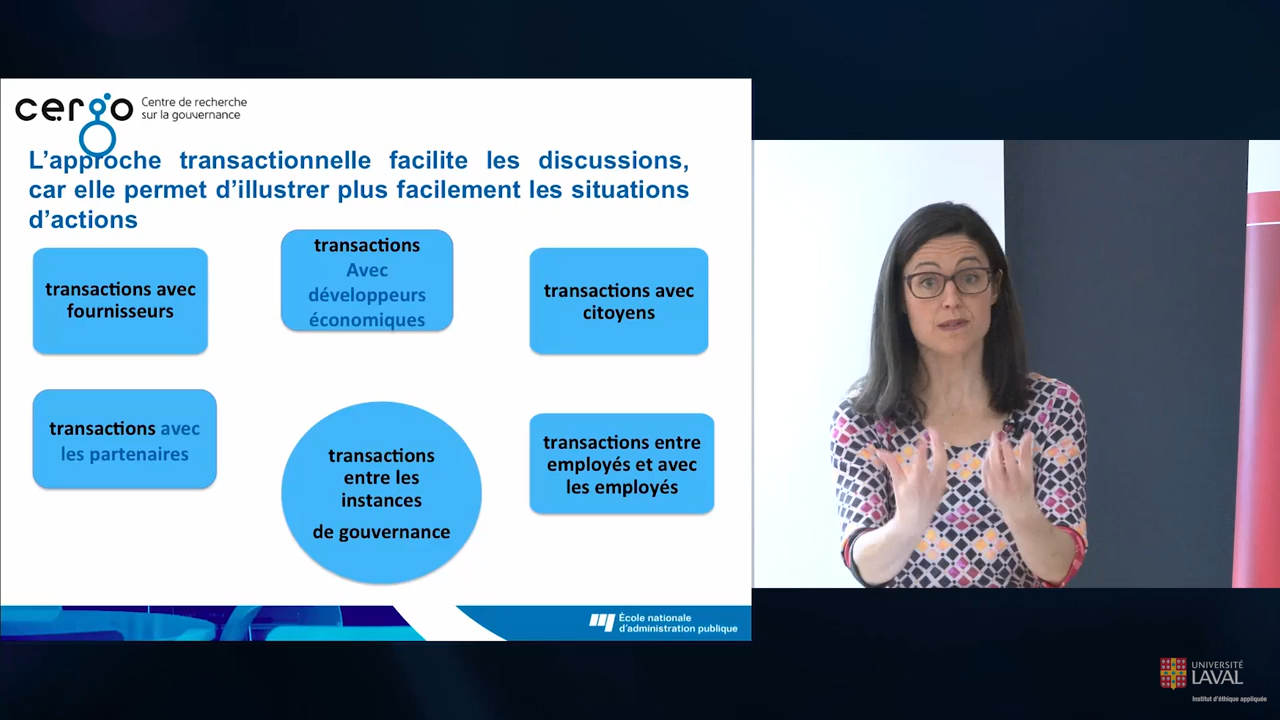 cergo
Centre de recherche
sur la gouvernance
L'approche transactionnelle facilite les discussions,
car elle permet d'illustrer plus facilement les situations
d'actions
transactions avec
fournisseurs
transactions
Avec
développeurs
économiques
transactions avec
citoyens
transactions avec
les partenaires
transactions
entre les
instances
de gouvernance
transactions entre
employés et avec
les employés
École nationale
d'administration publique
UNIVERSITÉ
LAVAL
Institut d'éthique appliquée